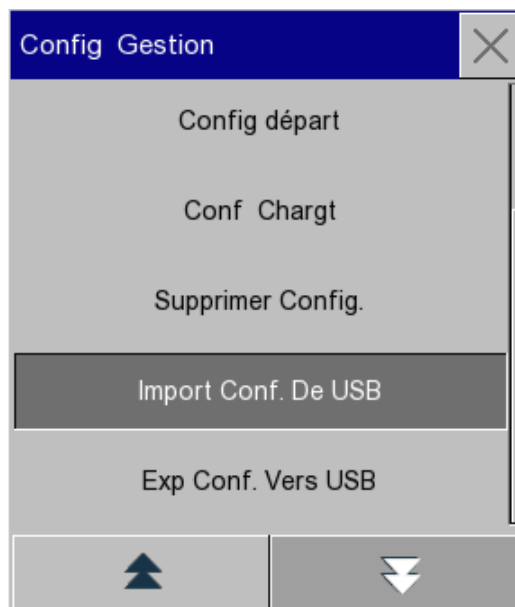 Config Gestion
Config départ
Conf Chargt
Supprimer Config.
Import Conf. De USB
Exp Conf. Vers USB